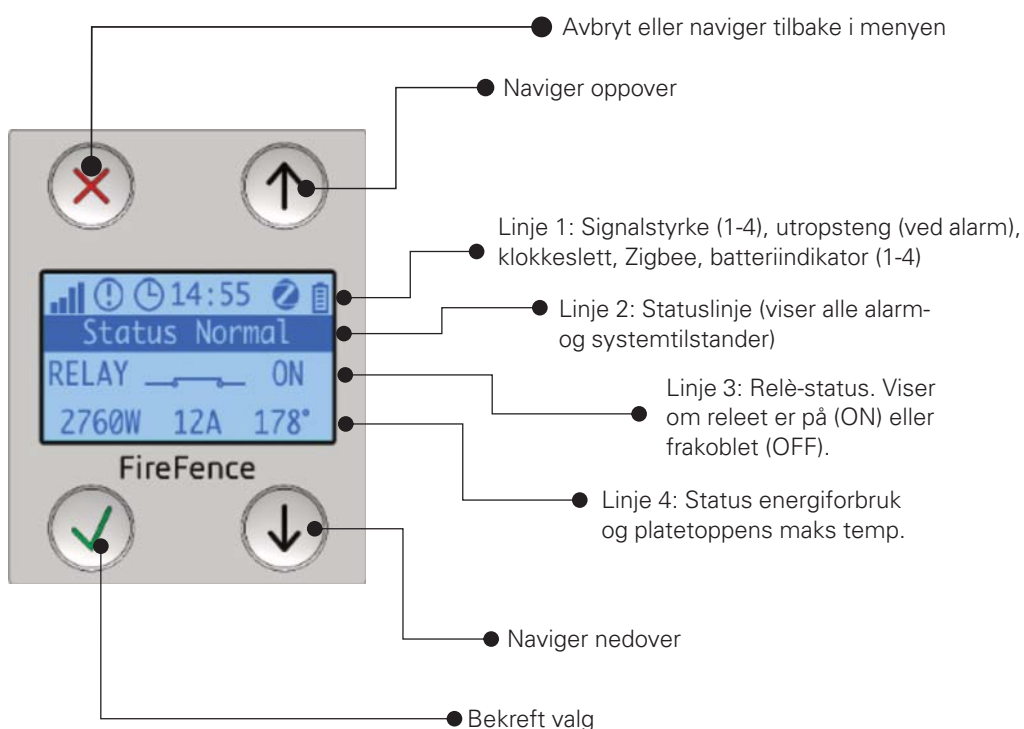 Avbryt eller naviger tilbake i menyen
Naviger oppover
Linje 1: Signalstyrke (1-4), utropsteng (ved alarm),
klokkeslett, Zigbee, batteriindikator (1-4)
14:55
Linje 2: Statuslinje (viser alle alarm-
og systemtilstander)
Status Normal
RELAY ON
Linje 3: Relè-status. Viser
om releet er på (ON) eller
frakoblet (OFF).
2760W 12A 178°
Linje 4: Status energiforbruk
og platetoppens maks temp.
FireFence
Naviger nedover
Bekreft valg